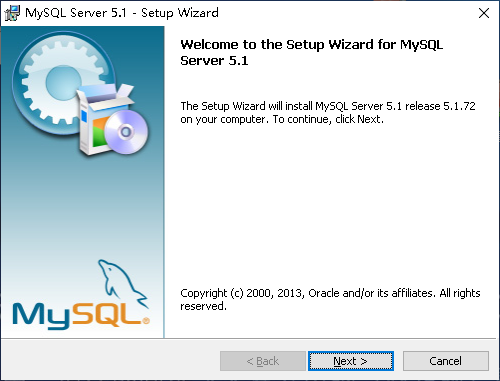 MySQL Server 5.1 - Setup Wizard
Welcome to the Setup Wizard for MySQL
Server 5.1
The Setup Wizard will install MySQL Server 5.1 release 5.1.72
on your computer. To continue, click Next.
MySQL®
Copyright (c) 2000, 2013, Oracle and/or its affiliates. All rights
reserved.
< Back
Next >
Cancel